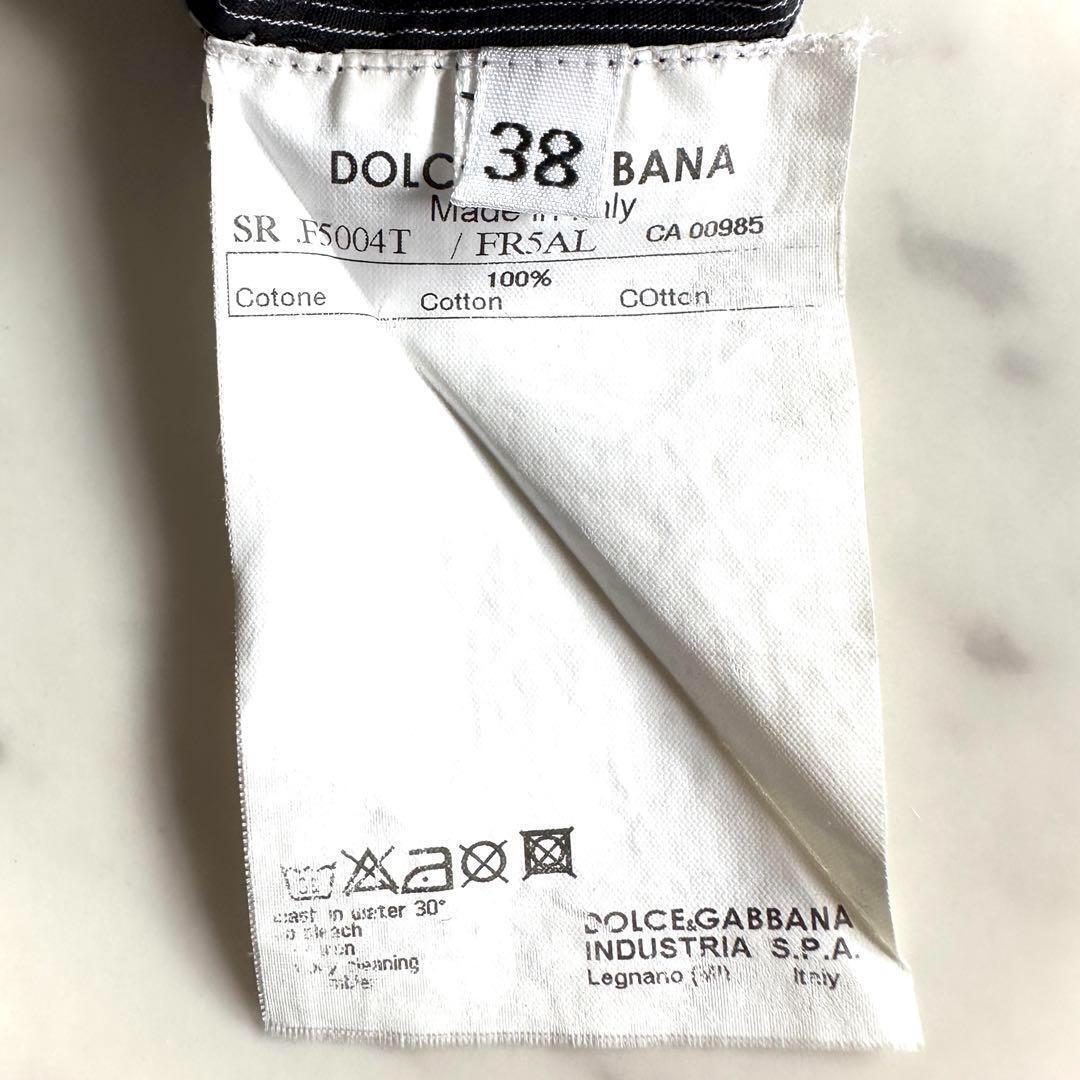 38
DOLC BANA
Made in
SR .F5004T / FR5AL CA 00985
100%
Cotone Cotton COtton
in water 30°
bleach
DOLCE&GABBANA
INDUSTRIA S.P.A.
Legnano Italy